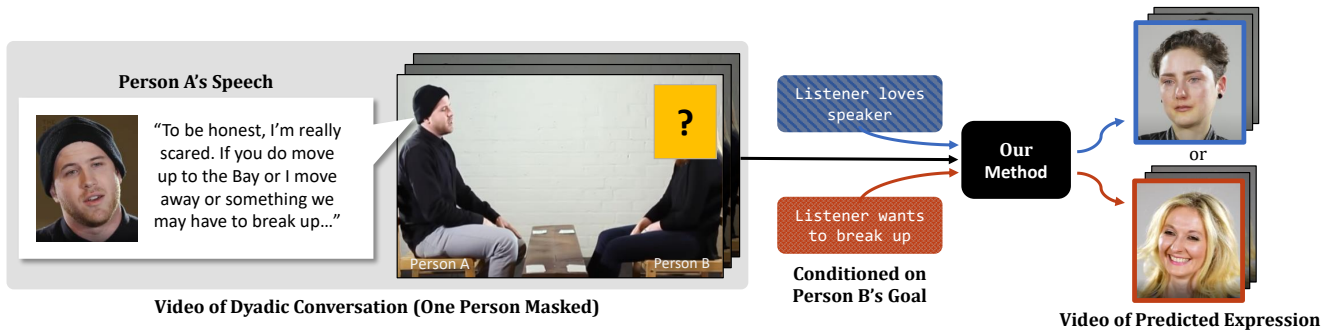 Person A's Speech
"To be honest, I'm really
scared. If you do move
up to the Bay or I move
away or something we
may have to break up…"
?
Person A
Person B
Video of Dyadic Conversation (One Person Masked)
Listener loves
speaker
Listener wants
to break up
Conditioned on
Person B's Goal
Our
Method
or
Video of Predicted Expression